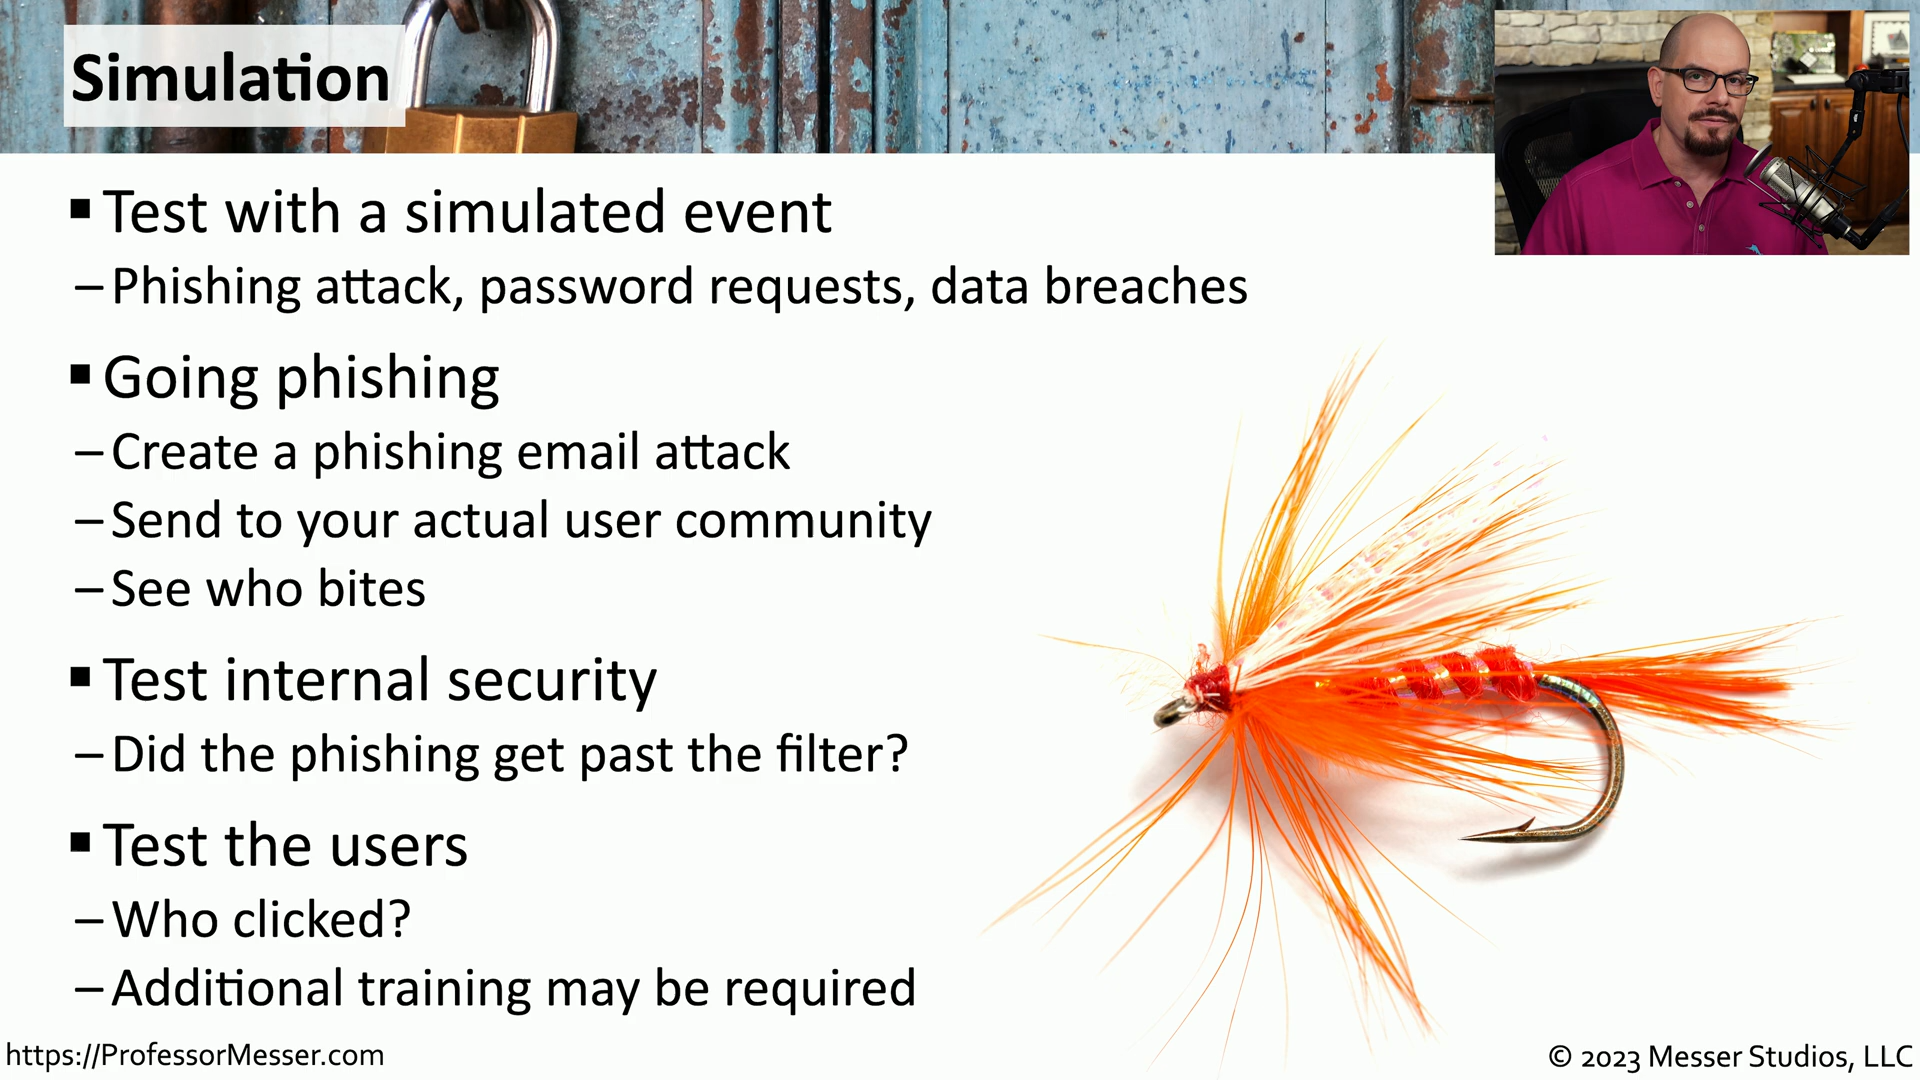 Simulation
▪ Test with a simulated event
– Phishing attack, password requests, data breaches
▪ Going phishing
– Create a phishing email attack
– Send to your actual user community
– See who bites
▪ Test internal security
– Did the phishing get past the filter?
▪ Test the users
– Who clicked?
– Additional training may be required
https://ProfessorMesser.com
© 2023 Messer Studios, LLC